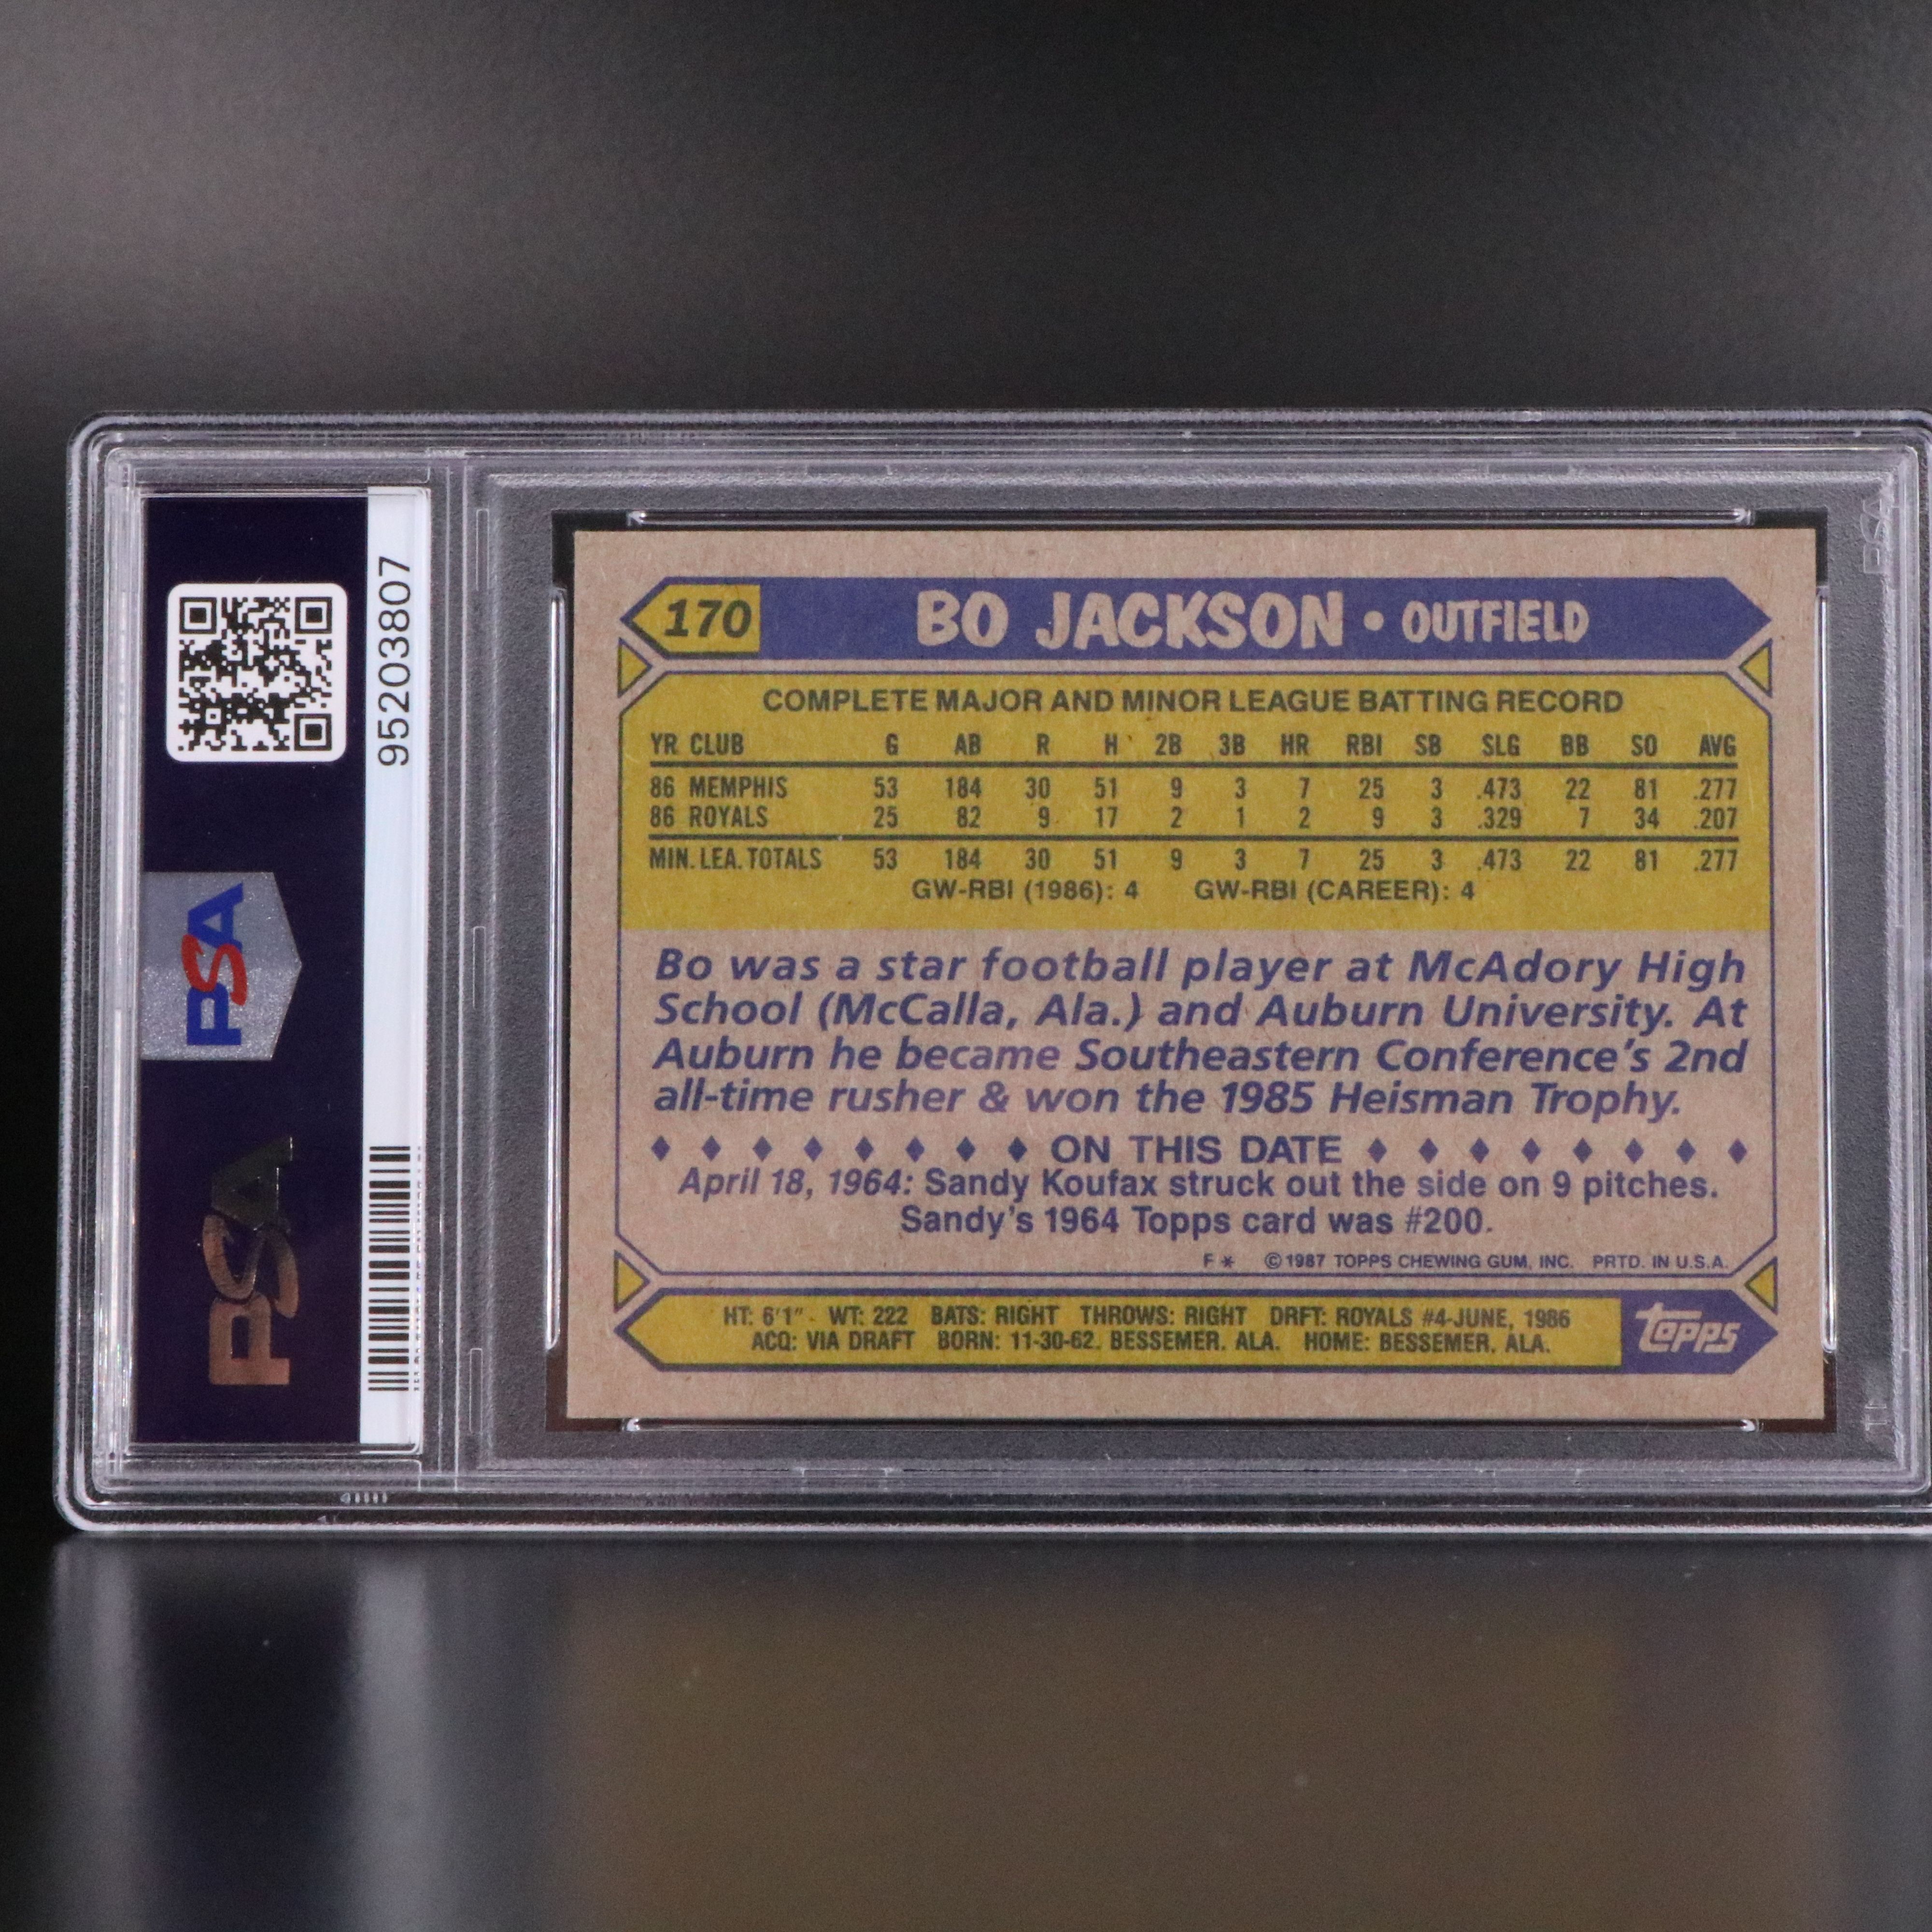 95203807
PSA
PSA
170 BO JACKSON • OUTFIELD
COMPLETE MAJOR AND MINOR LEAGUE BATTING RECORD
YR CLUB G AB R H 2B 3B HR RBI SB SLG BB SO AVG
86 MEMPHIS 53 184 30 51 9 3 7 25 3 .473 22 81 .277
86 ROYALS 25 82 9 17 2 1 2 9 3 .329 7 34 .207
MIN. LEA. TOTALS 53 184 30 51 9 3 7 25 3 .473 22 81 .277
GW-RBI (1986): 4 GW-RBI (CAREER): 4
Bo was a star football player at McAdory High
School (McCalla, Ala.) and Auburn University. At
Auburn he became Southeastern Conference's 2nd
all-time rusher & won the 1985 Heisman Trophy.
♦ ♦ ♦ ♦ ♦ ♦ ♦ ♦ ON THIS DATE ♦ ♦ ♦ ♦ ♦ ♦ ♦ ♦
April 18, 1964: Sandy Koufax struck out the side on 9 pitches.
Sandy's 1964 Topps card was #200.
F * © 1987 TOPPS CHEWING GUM, INC. PRTD. IN U.S.A.
HT: 6'1" WT: 222 BATS: RIGHT THROWS: RIGHT DRFT: ROYALS #4-JUNE, 1986
ACQ: VIA DRAFT BORN: 11-30-62, BESSEMER, ALA. HOME: BESSEMER, ALA.
topps
PSA